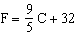 F = 9/5 C + 32